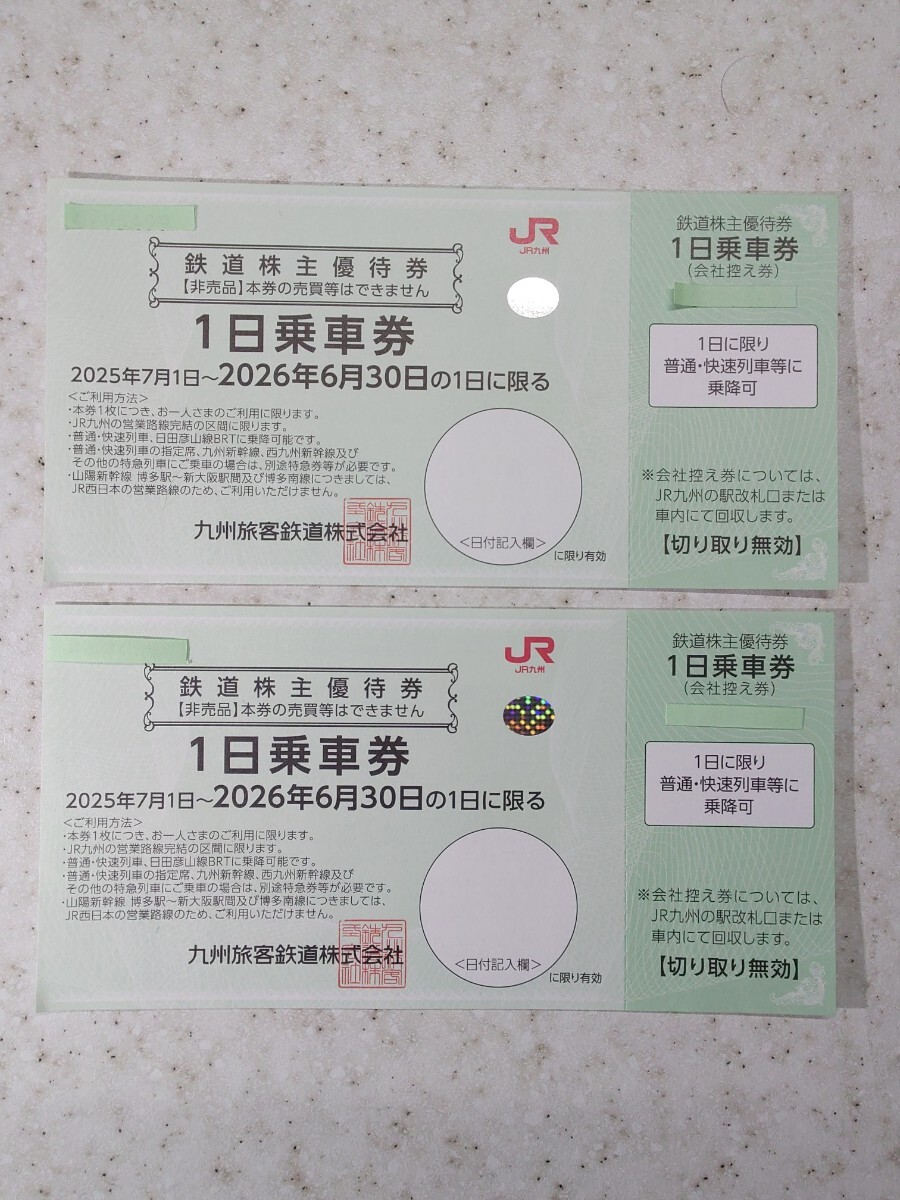 JR
JR九州
鉄道株主優待券
【非売品】本券の売買等はできません
1日乗車券
2025年7月1日～2026年6月30日の1日に限る
＜ご利用方法＞
・本券1枚につき、お一人さまのご利用に限ります。
・JR九州の営業路線完結の区間に限ります。
・普通・快速列車、日田彦山線BRTに乗降可能です。
・普通・快速列車の指定席、九州新幹線、西九州新幹線及び
その他の特急列車にご乗車の場合は、別途特急券等が必要です。
・山陽新幹線 博多駅～新大阪駅間及び博多南線につきましては、
JR西日本の営業路線のため、ご利用いただけません。
九州旅客鉄道株式会社
＜日付記入欄＞
に限り有効
鉄道株主優待券
1日乗車券
(会社控え券)
1日に限り
普通・快速列車等に
乗降可
※会社控え券については、
JR九州の駅改札口または
車内にて回収します。
【切り取り無効】
JR
JR九州
鉄道株主優待券
【非売品】本券の売買等はできません
1日乗車券
2025年7月1日～2026年6月30日の1日に限る
＜ご利用方法＞
・本券1枚につき、お一人さまのご利用に限ります。
・JR九州の営業路線完結の区間に限ります。
・普通・快速列車、日田彦山線BRTに乗降可能です。
・普通・快速列車の指定席、九州新幹線、西九州新幹線及び
その他の特急列車にご乗車の場合は、別途特急券等が必要です。
・山陽新幹線 博多駅～新大阪駅間及び博多南線につきましては、
JR西日本の営業路線のため、ご利用いただけません。
九州旅客鉄道株式会社
＜日付記入欄＞
に限り有効
鉄道株主優待券
1日乗車券
(会社控え券)
1日に限り
普通・快速列車等に
乗降可
※会社控え券については、
JR九州の駅改札口または
車内にて回収します。
【切り取り無効】